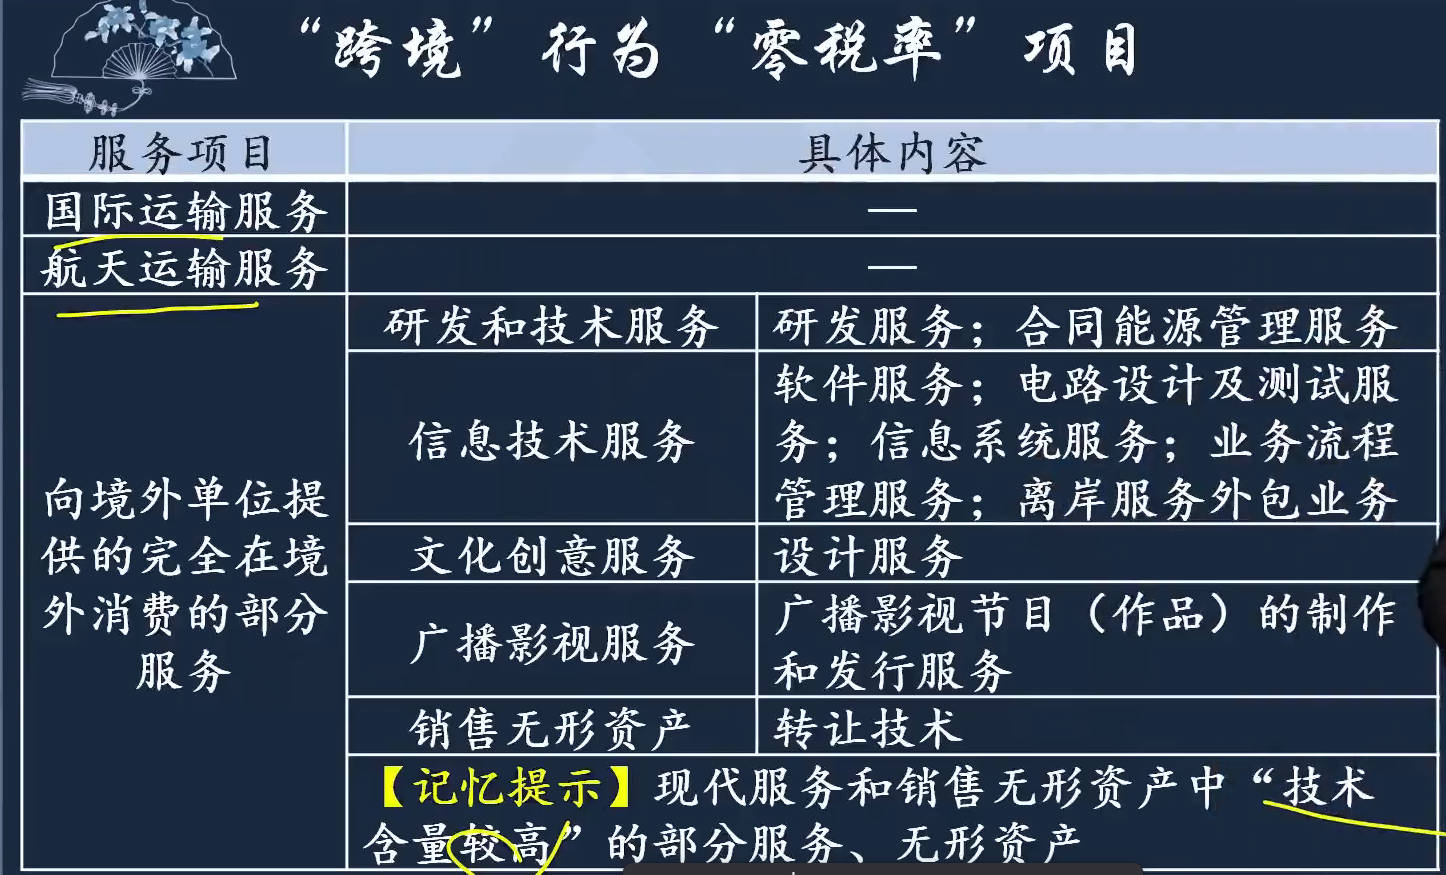 “跨境”行为“零税率”项目
服务项目
具体内容
国际运输服务
—
航天运输服务
—
向境外单位提
供的完全在境
外消费的部分
服务
研发和技术服务
研发服务；合同能源管理服务
信息技术服务
软件服务；电路设计及测试服
务；信息系统服务；业务流程
管理服务；离岸服务外包业务
文化创意服务
设计服务
广播影视服务
广播影视节目（作品）的制作
和发行服务
销售无形资产
转让技术
【记忆提示】现代服务和销售无形资产中“技术
含量较高”的部分服务、无形资产